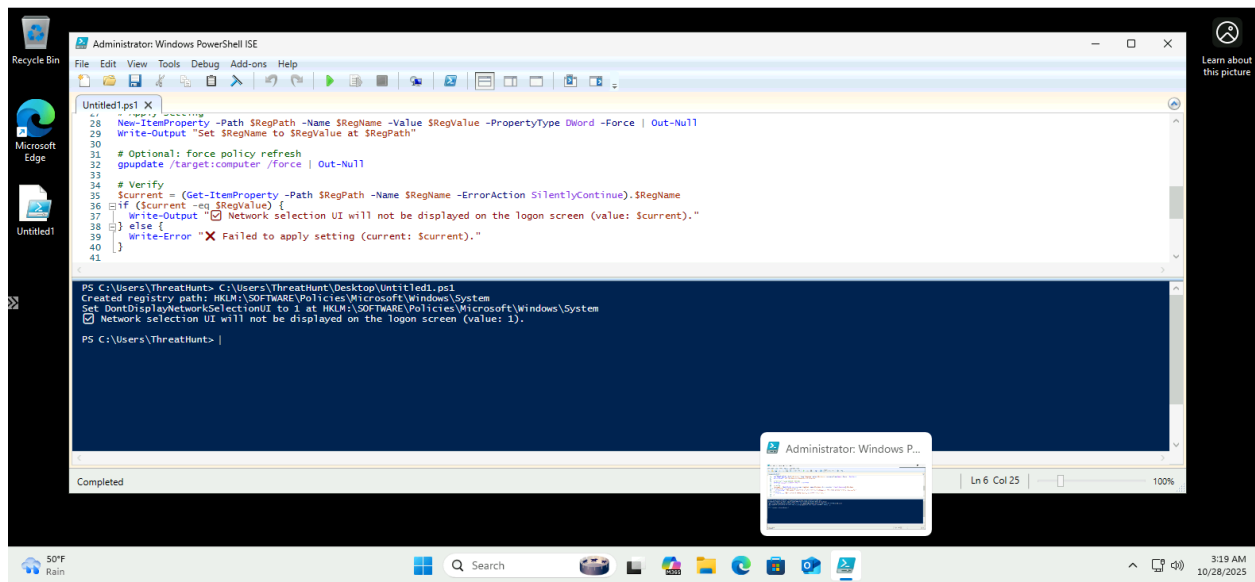 Recycle Bin
Microsoft
Edge
Untitled1
Learn about
this picture
Administrator: Windows PowerShell ISE
File Edit View Tools Debug Add-ons Help
Untitled1.ps1 X
27 # Apply setting
28 New-ItemProperty -Path $RegPath -Name $RegName -Value $RegValue -PropertyType DWord -Force | Out-Null
29 Write-Output "Set $RegName to $RegValue at $RegPath"
30
31 # Optional: force policy refresh
32 gpupdate /target:computer /force | Out-Null
33
34 # Verify
35 $current = (Get-ItemProperty -Path $RegPath -Name $RegName -ErrorAction SilentlyContinue).$RegName
36 if ($current -eq $RegValue) {
37 Write-Output "☑ Network selection UI will not be displayed on the logon screen (value: $current)."
38 } else {
39 Write-Error "❌ Failed to apply setting (current: $current)."
40 }
41
PS C:\Users\ThreatHunt> C:\Users\ThreatHunt\Desktop\Untitled1.ps1
Created registry path: HKLM:\SOFTWARE\Policies\Microsoft\Windows\System
Set DontDisplayNetworkSelectionUI to 1 at HKLM:\SOFTWARE\Policies\Microsoft\Windows\System
☑ Network selection UI will not be displayed on the logon screen (value: 1).
PS C:\Users\ThreatHunt>
Administrator: Windows P...
Completed
Ln 6 Col 25
100%
50°F
Rain
Search
M365
3:19 AM
10/28/2025